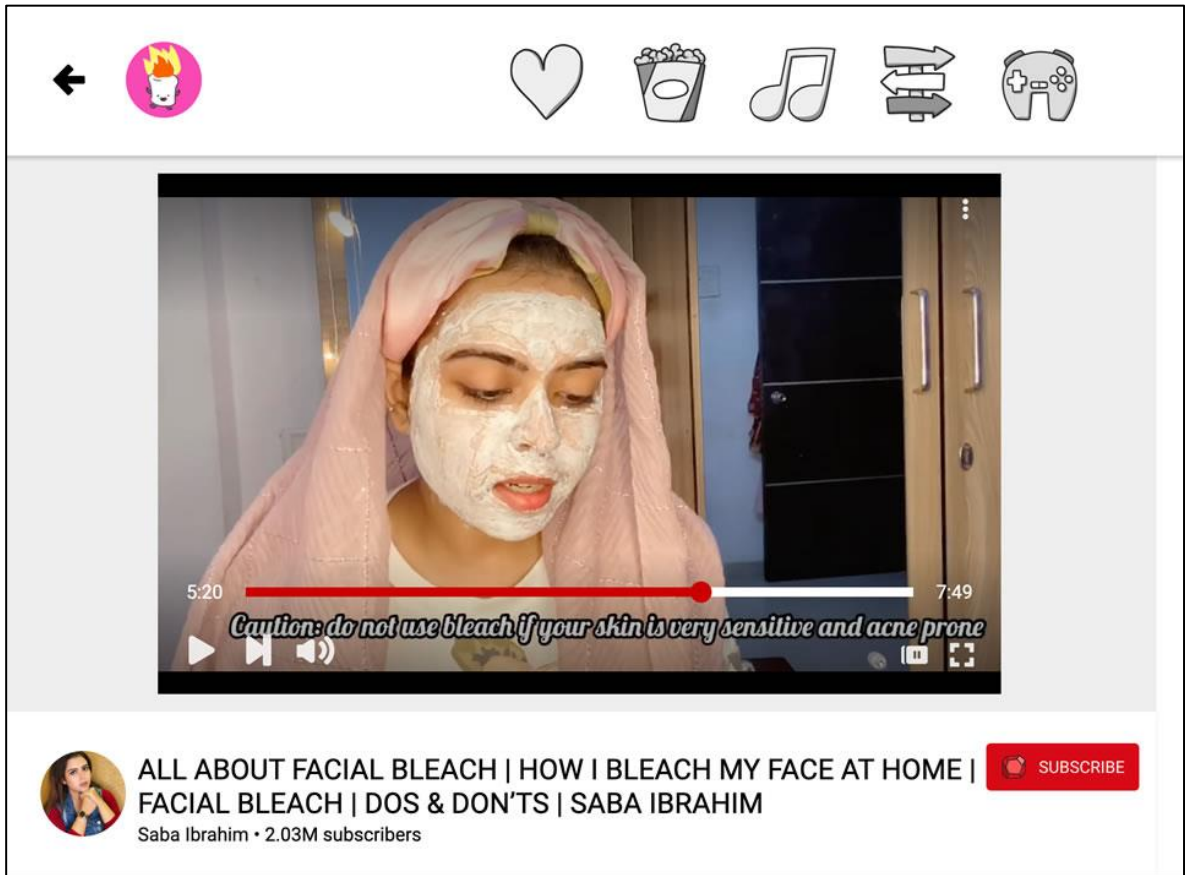 5:20
7:49
Caution: do not use bleach if your skin is very sensitive and acne prone
ALL ABOUT FACIAL BLEACH | HOW I BLEACH MY FACE AT HOME |
FACIAL BLEACH | DOS & DON’TS | SABA IBRAHIM
Saba Ibrahim • 2.03M subscribers
SUBSCRIBE